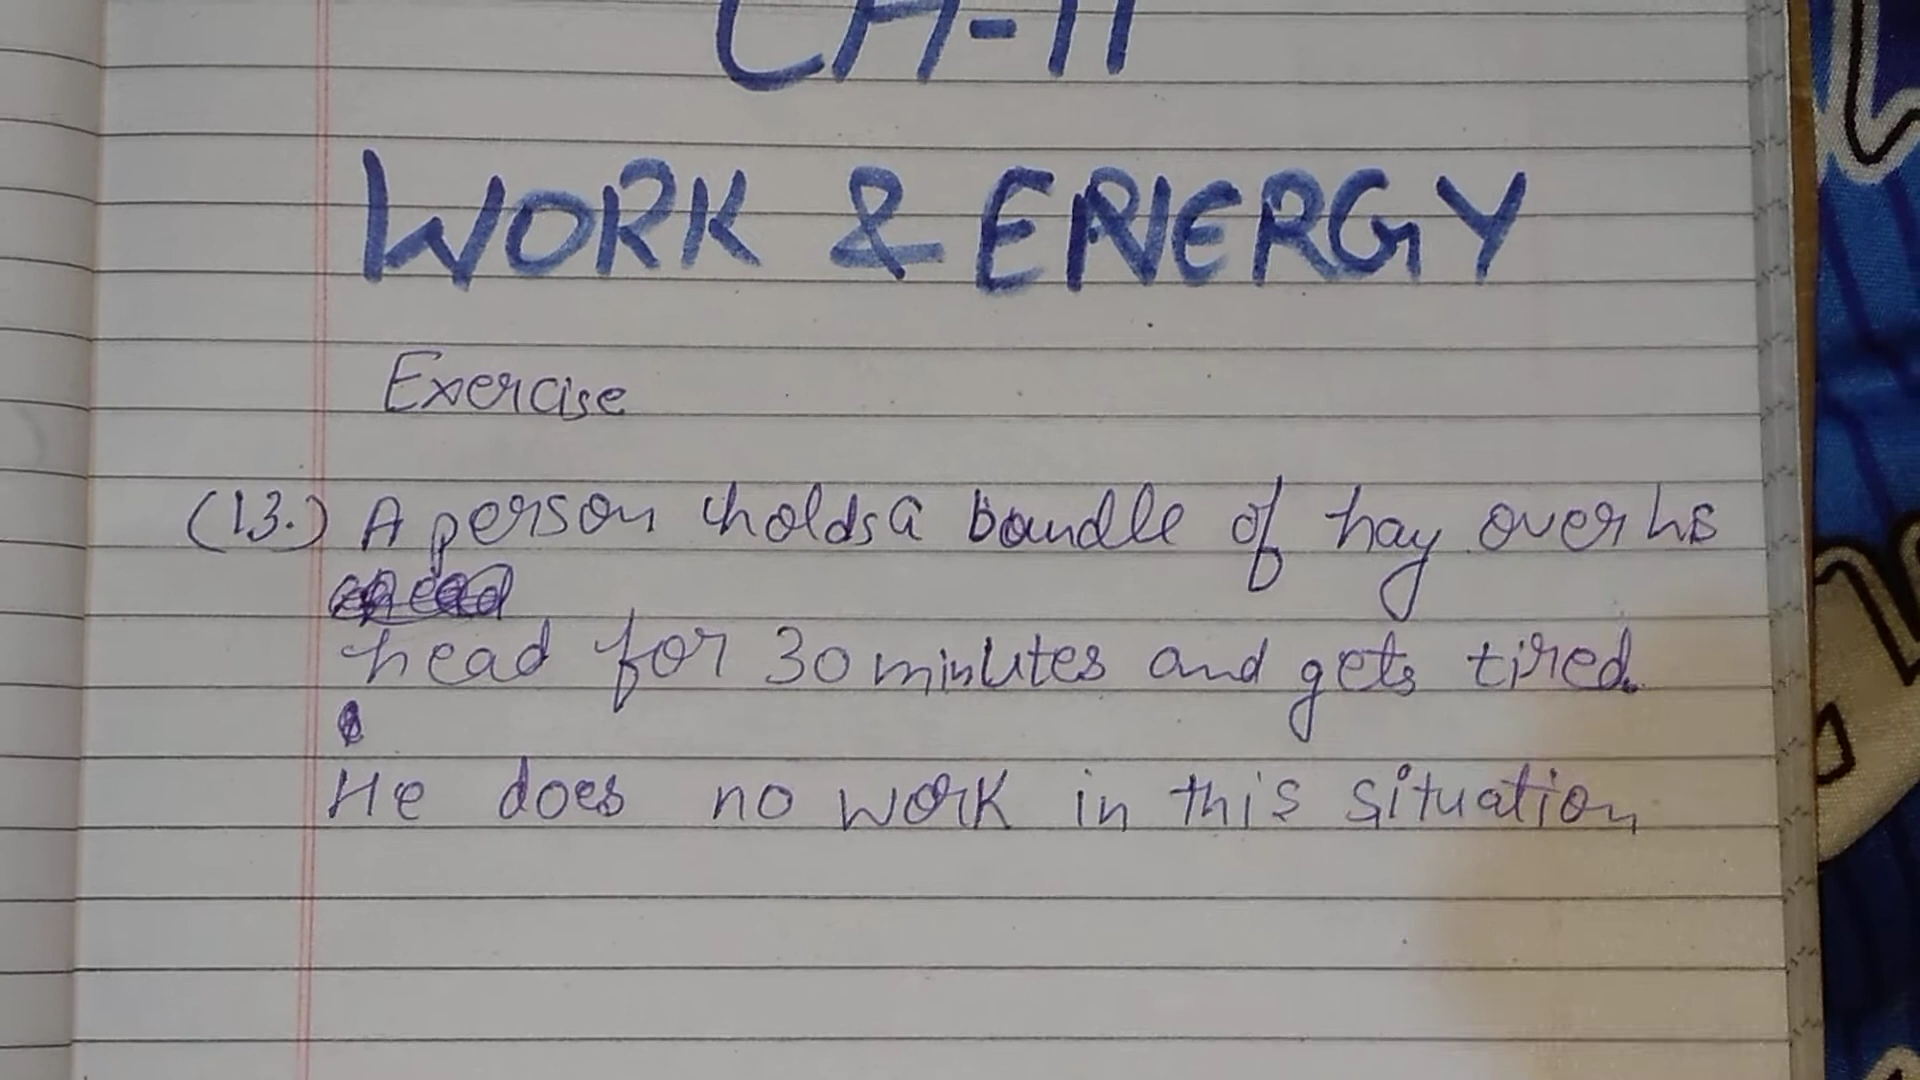 CH-11
WORK & ENERGY
Exercise
(13.) A person holds a bundle of hay over his
head for 30 minutes and gets tired.
He does no work in this situation